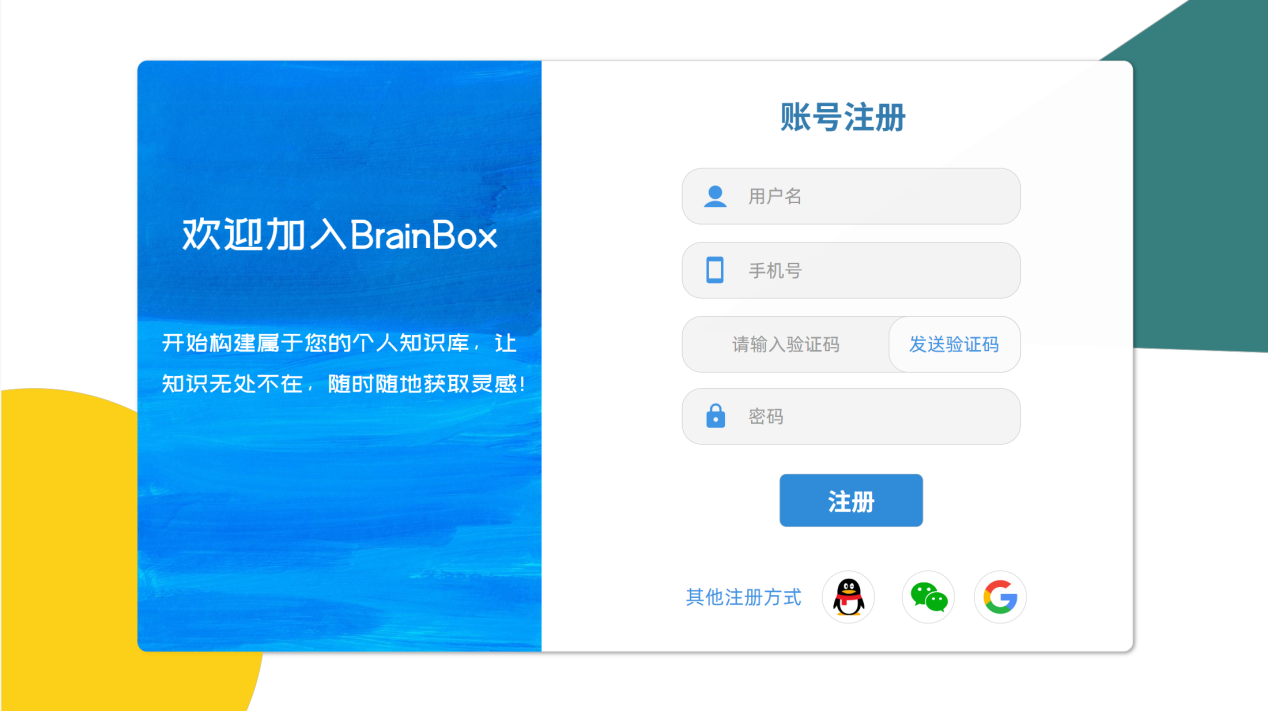 欢迎加入BrainBox
开始构建属于您的个人知识库，让
知识无处不在，随时随地获取灵感!
账号注册
用户名
手机号
请输入验证码
发送验证码
密码
注册
其他注册方式